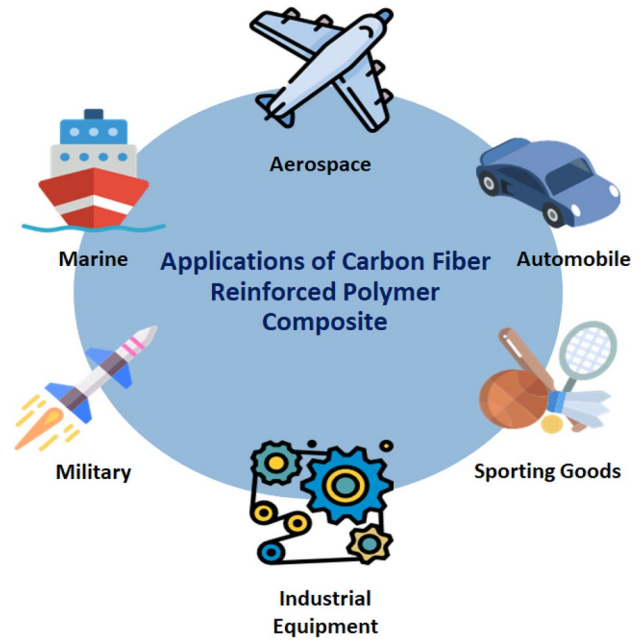 Aerospace
Marine
Applications of Carbon Fiber
Reinforced Polymer
Composite
Automobile
Military
Sporting Goods
Industrial
Equipment